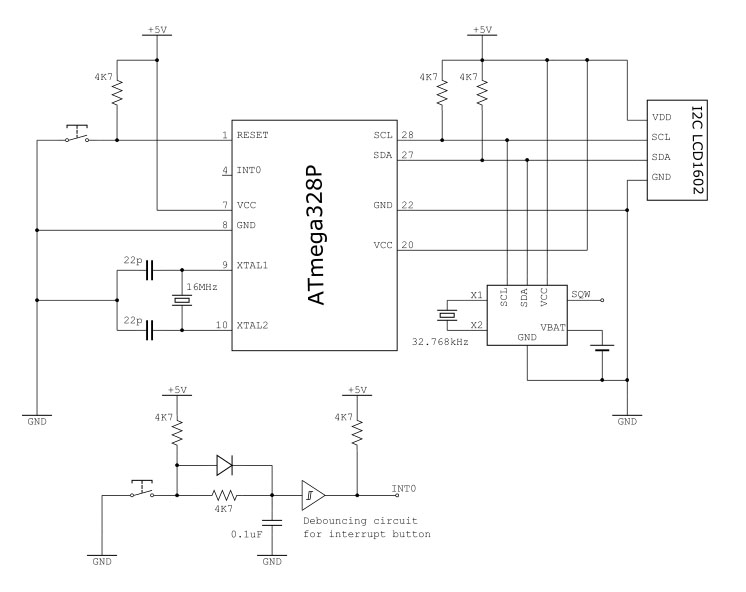 +5V
+5V
4K7
4K7
4K7
I2C LCD1602
VDD
SCL
SDA
GND
ATmega328P
1 RESET
4 INT0
7 VCC
8 GND
9 XTAL1
10 XTAL2
SCL 28
SDA 27
GND 22
VCC 20
22p
16MHz
22p
X1
X2
32.768kHz
SCL
SDA
VCC
SQW
VBAT
GND
GND
GND
+5V
+5V
4K7
4K7
4K7
INT0
0.1uF
Debouncing circuit
for interrupt button
GND
GND